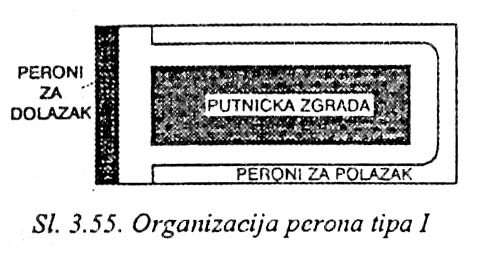 PERONI
ZA
DOLAZAK
PUTNICKA ZGRADA
PERONI ZA POLAZAK
Sl. 3.55. Organizacija perona tipa I